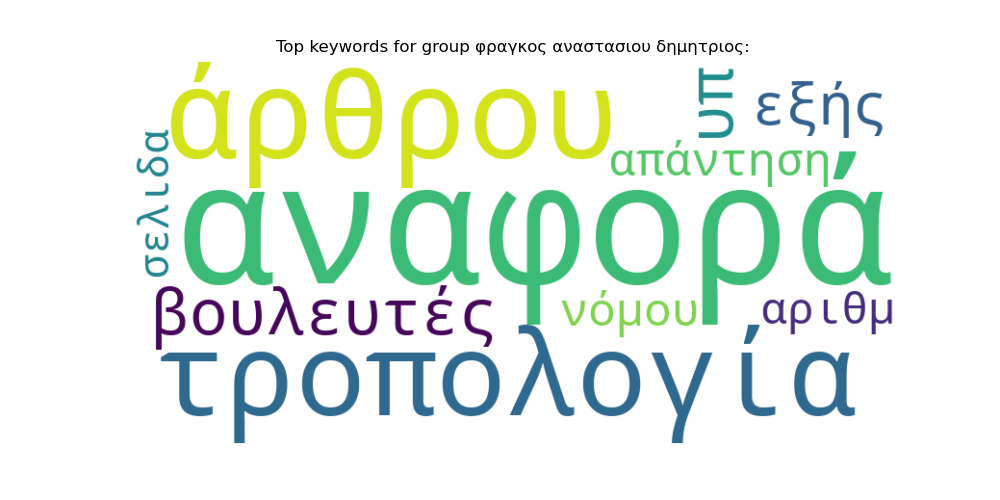 Top keywords for group φραγκος αναστασιου δημητριος:
άρθρου
υπ
εξής
σελιδα
απάντηση
αναφορά
βουλευτές
νόμου
αριθμ
τροπολογία